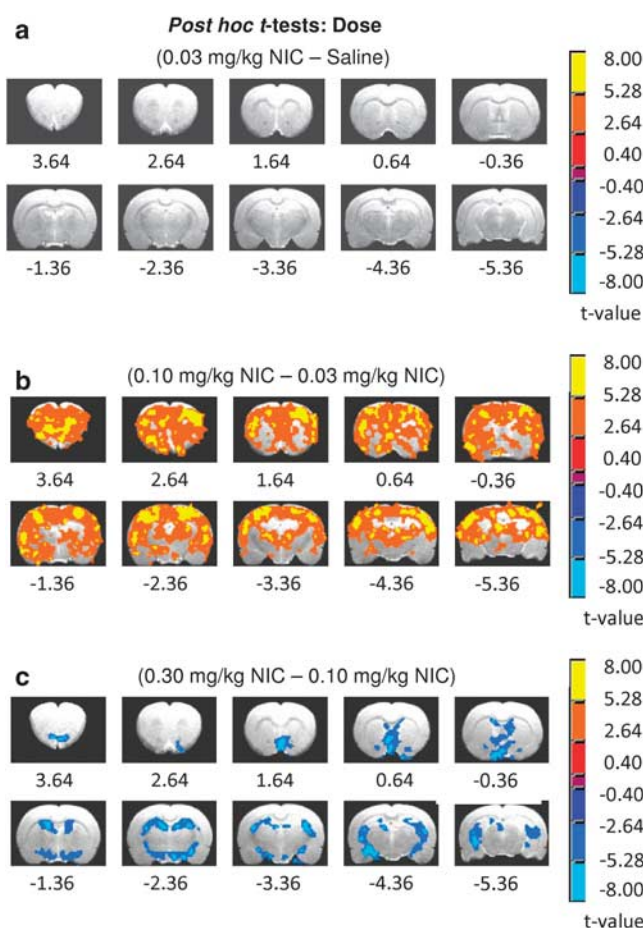 Post hoc t-tests: Dose
a
(0.03 mg/kg NIC – Saline)
3.64 2.64 1.64 0.64 -0.36
-1.36 -2.36 -3.36 -4.36 -5.36
8.00
5.28
2.64
0.40
-0.40
-2.64
-5.28
-8.00
t-value
b
(0.10 mg/kg NIC – 0.03 mg/kg NIC)
3.64 2.64 1.64 0.64 -0.36
-1.36 -2.36 -3.36 -4.36 -5.36
8.00
5.28
2.64
0.40
-0.40
-2.64
-5.28
-8.00
t-value
c
(0.30 mg/kg NIC – 0.10 mg/kg NIC)
3.64 2.64 1.64 0.64 -0.36
-1.36 -2.36 -3.36 -4.36 -5.36
8.00
5.28
2.64
0.40
-0.40
-2.64
-5.28
-8.00
t-value